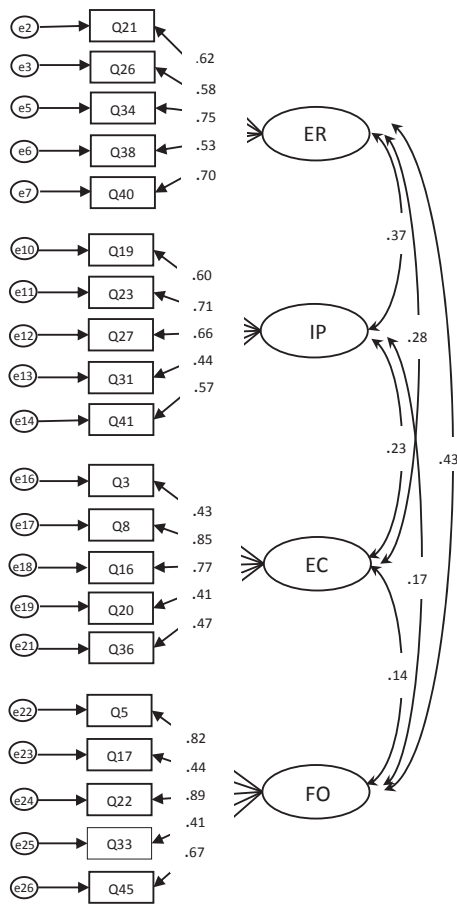 e2 Q21
.62
e3 Q26
.58
e5 Q34
.75
ER
e6 Q38
.53
e7 Q40
.70
.37
e10 Q19
.60
e11 Q23
.71
e12 Q27
.66
IP
.28
e13 Q31
.44
e14 Q41
.57
.23
.43
e16 Q3
.43
e17 Q8
.85
e18 Q16
.77
EC
.17
e19 Q20
.41
e21 Q36
.47
.14
e22 Q5
.82
e23 Q17
.44
e24 Q22
.89
FO
e25 Q33
.41
.67
e26 Q45